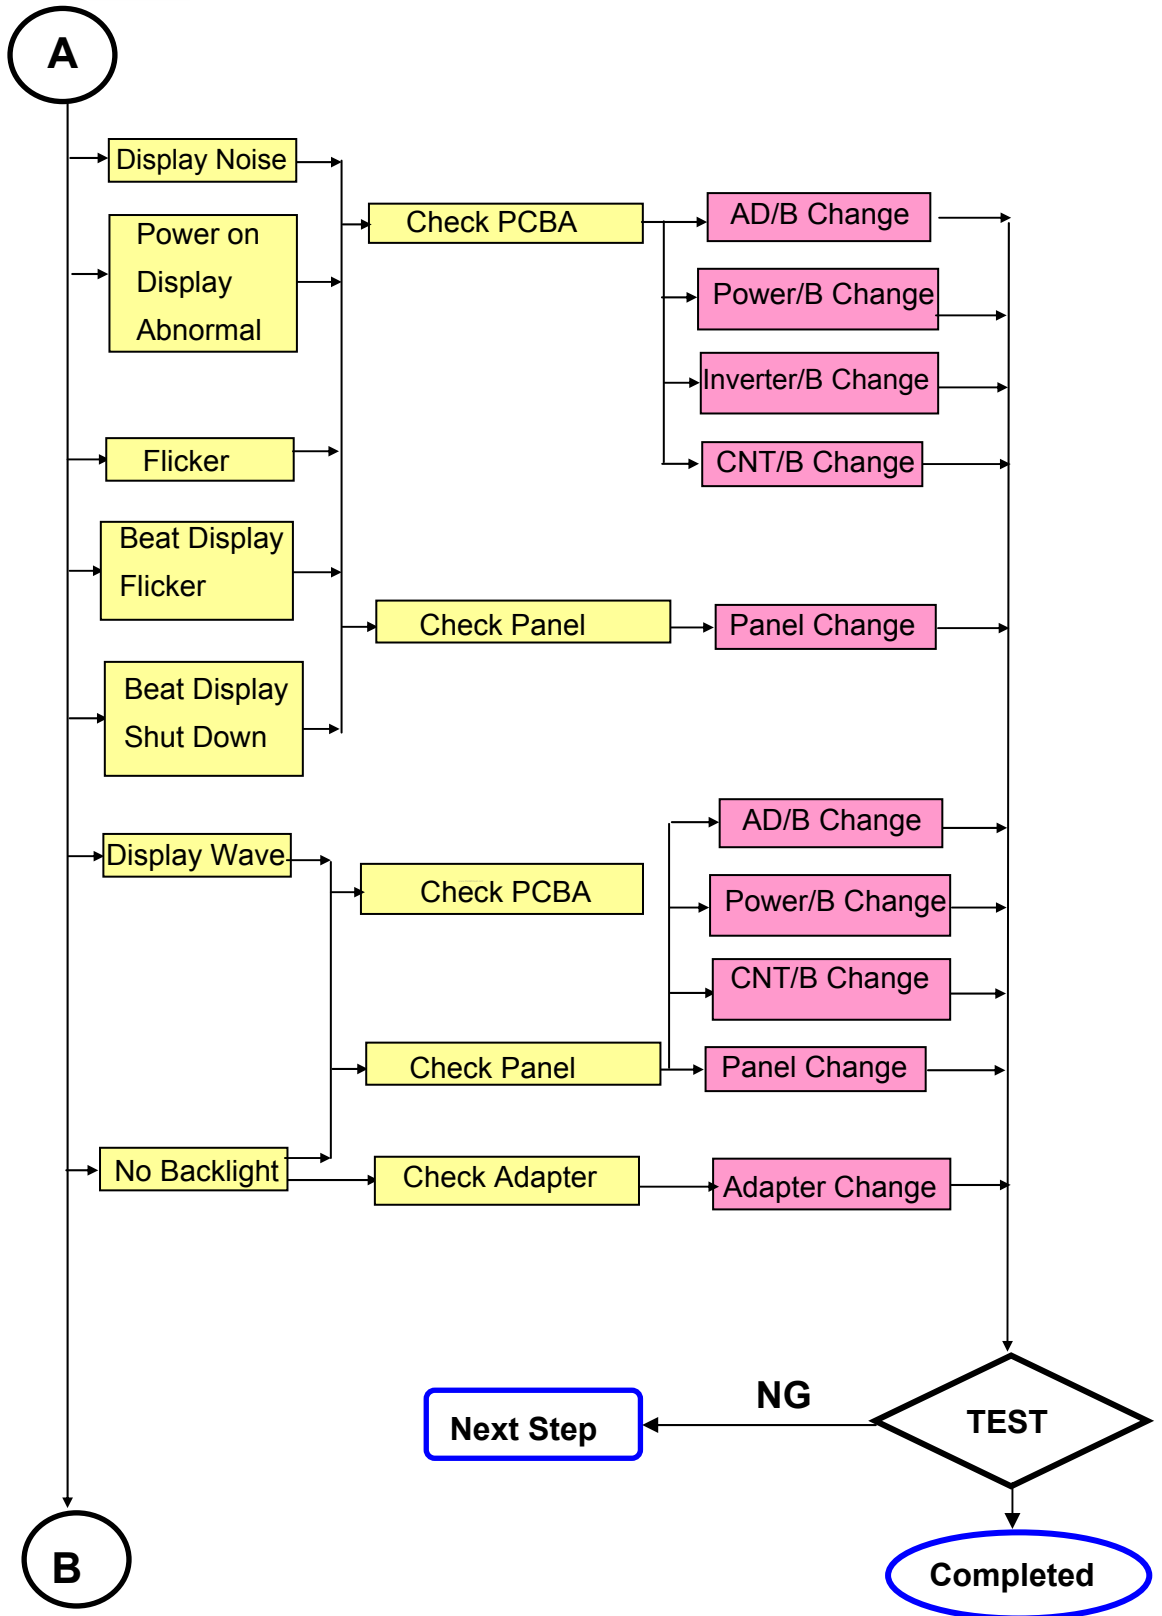 A
Display Noise
Power on
Display
Abnormal
Check PCBA
AD/B Change
Power/B Change
Inverter/B Change
Flicker
CNT/B Change
Beat Display
Flicker
Check Panel
Panel Change
Beat Display
Shut Down
Display Wave
Check PCBA
AD/B Change
Power/B Change
CNT/B Change
Check Panel
Panel Change
No Backlight
Check Adapter
Adapter Change
NG
Next Step
TEST
B
Completed